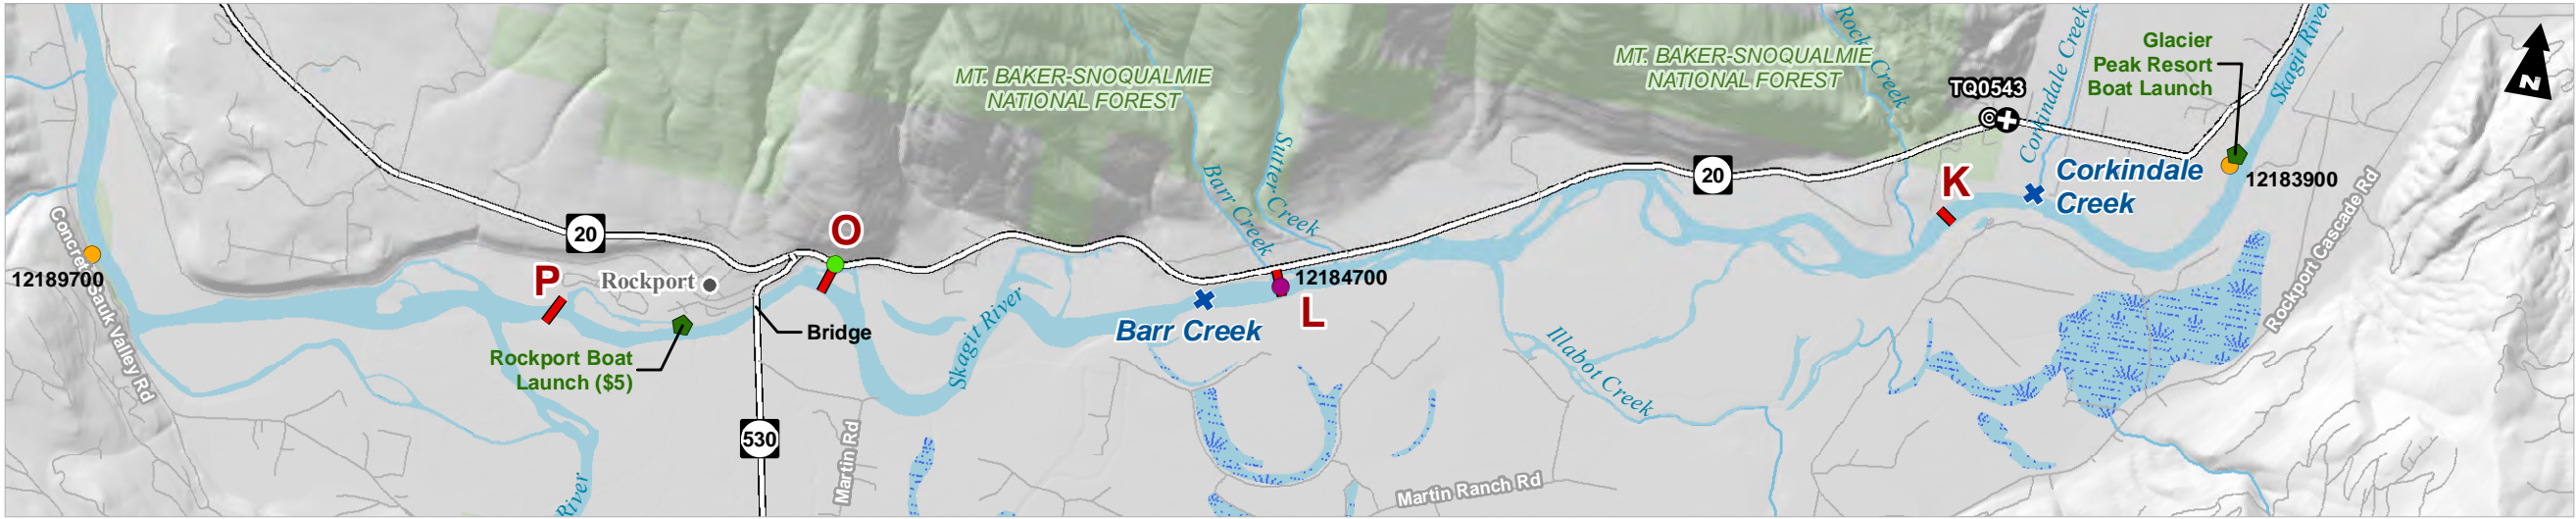 MT. BAKER-SNOQUALMIE
NATIONAL FOREST
MT. BAKER-SNOQUALMIE
NATIONAL FOREST
Rocky Creek
Corkindale Creek
Glacier
Peak Resort
Boat Launch
Skagit River
N
TQ0543
Barr Creek
Sutter Creek
20
K
Corkindale
Creek
12183900
Concrete Sauk Valley Rd
20
O
12189700
P
Rockport
12184700
L
Bridge
Skagit River
Barr Creek
Rockport Cascade Rd
Rockport Boat
Launch ($5)
Illabot Creek
530
Martin Rd
River
Martin Ranch Rd